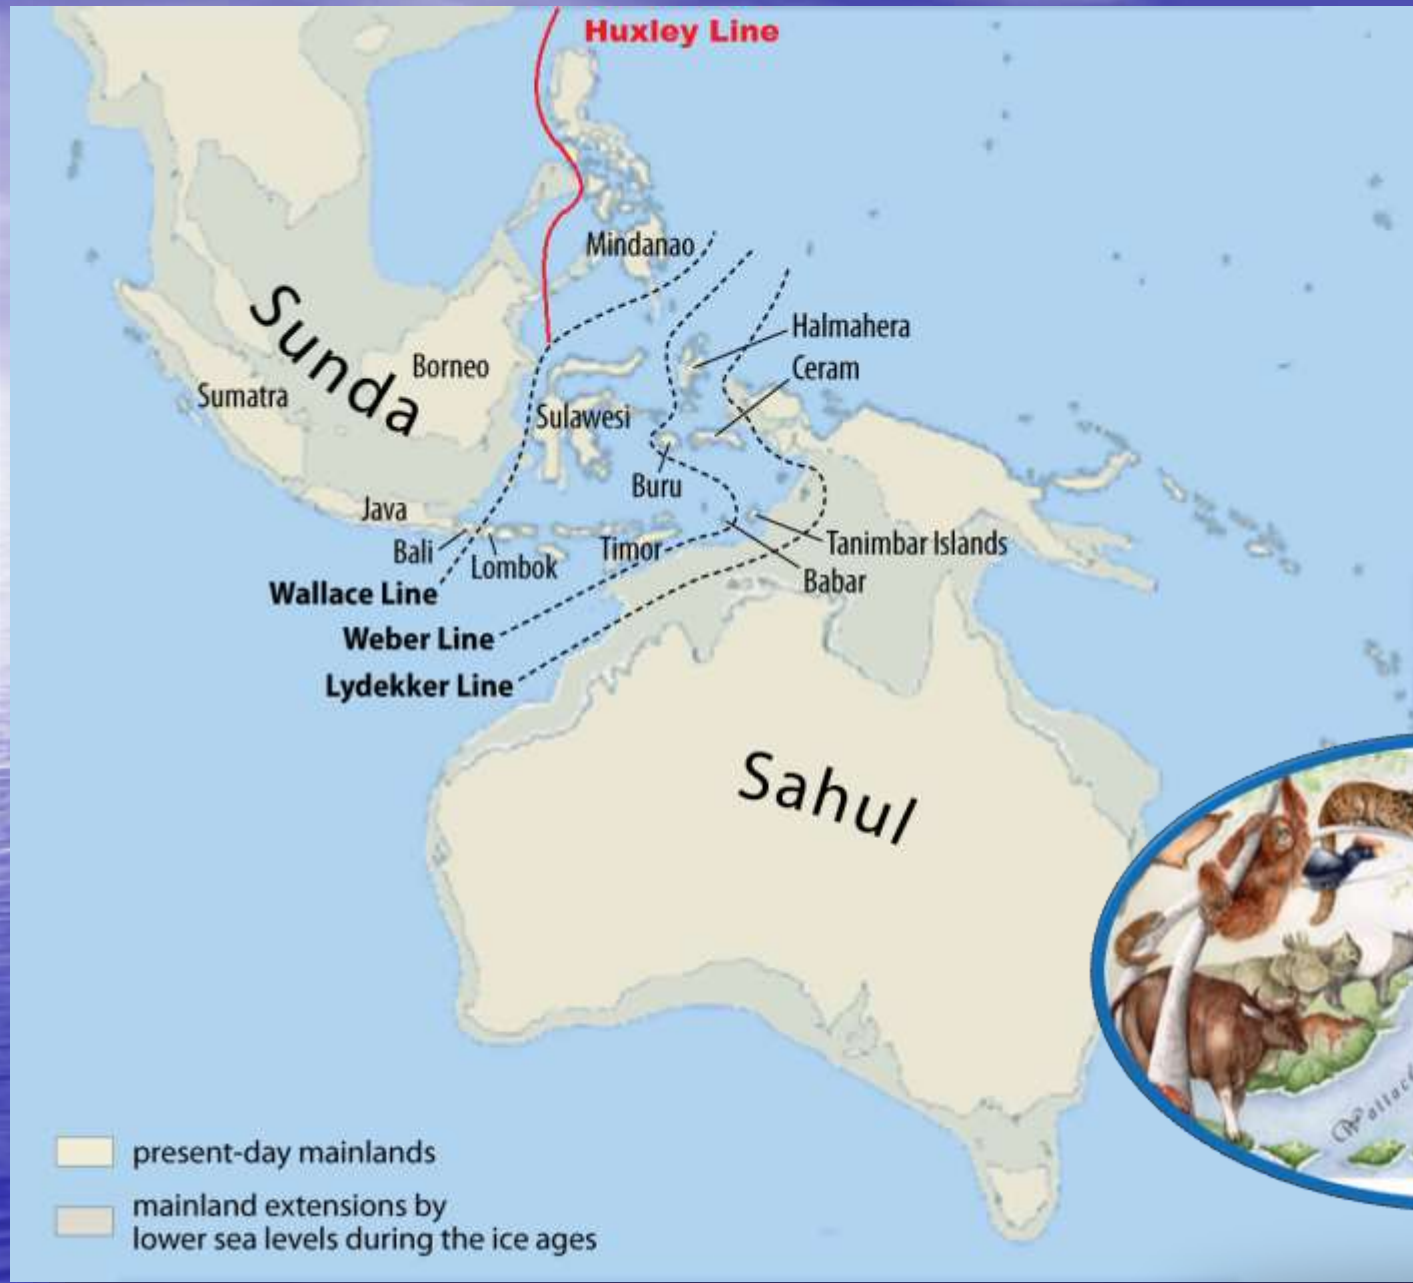 Huxley Line
Mindanao
Halmahera
Ceram
Sunda
Borneo
Sumatra
Sulawesi
Buru
Java
Bali
Lombok
Timor
Tanimbar Islands
Babar
Wallace Line
Weber Line
Lydekker Line
Sahul
present-day mainlands
mainland extensions by
lower sea levels during the ice ages